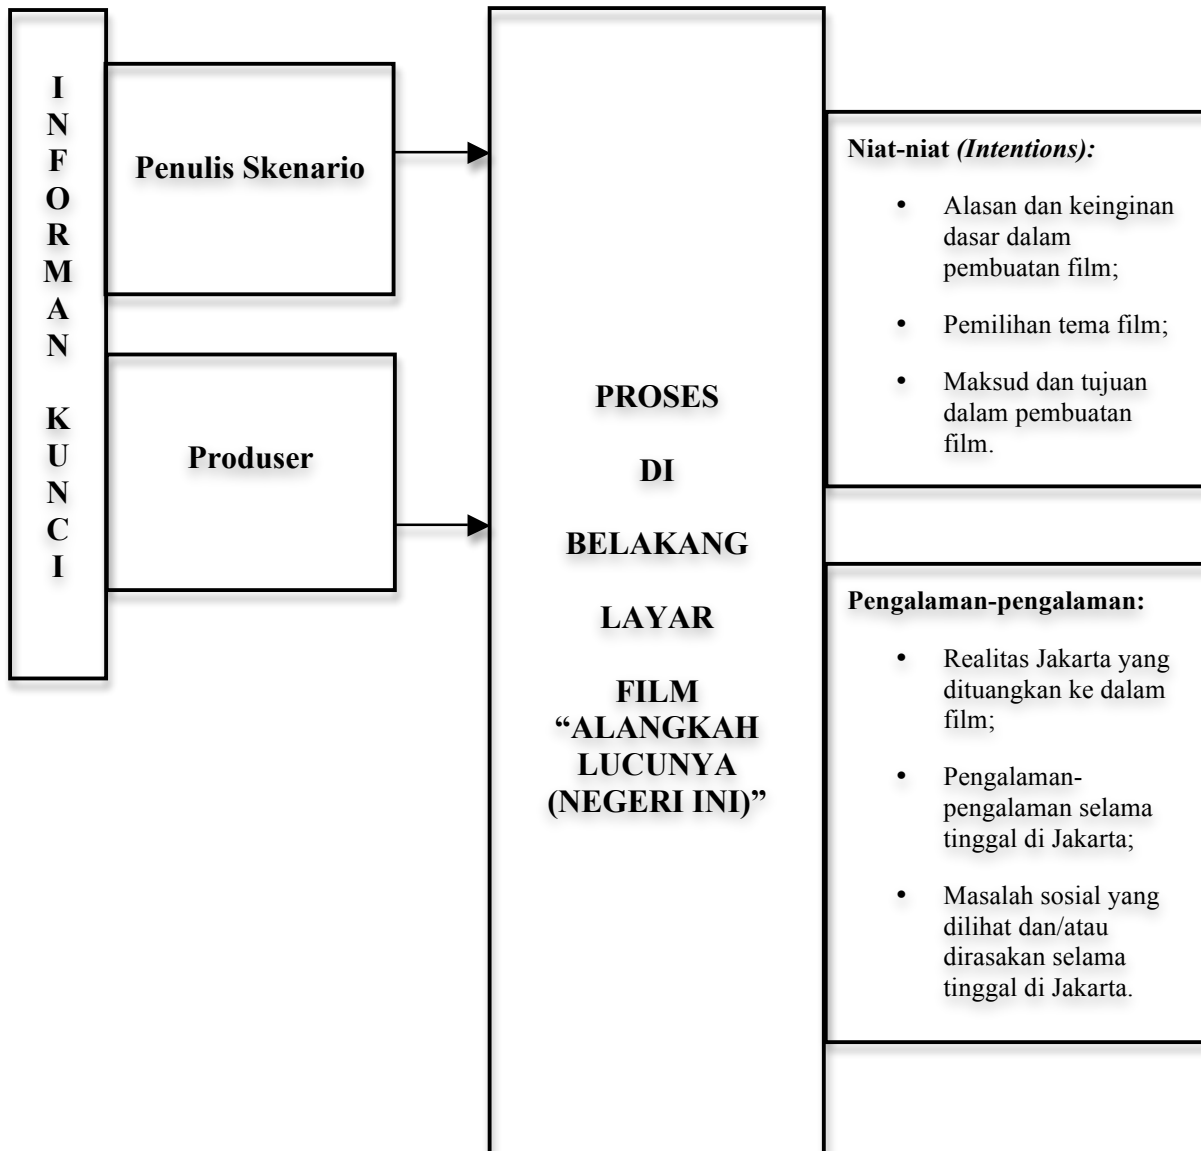 I
N
F
O
R
M
A
N
K
U
N
C
I
Penulis Skenario
Produser
PROSES
DI
BELAKANG
LAYAR
FILM
“ALANGKAH
LUCUNYA
(NEGERI INI)”
Niat-niat (Intentions):
• Alasan dan keinginan
dasar dalam
pembuatan film;
• Pemilihan tema film;
• Maksud dan tujuan
dalam pembuatan
film.
Pengalaman-pengalaman:
• Realitas Jakarta yang
dituangkan ke dalam
film;
• Pengalaman-
pengalaman selama
tinggal di Jakarta;
• Masalah sosial yang
dilihat dan/atau
dirasakan selama
tinggal di Jakarta.